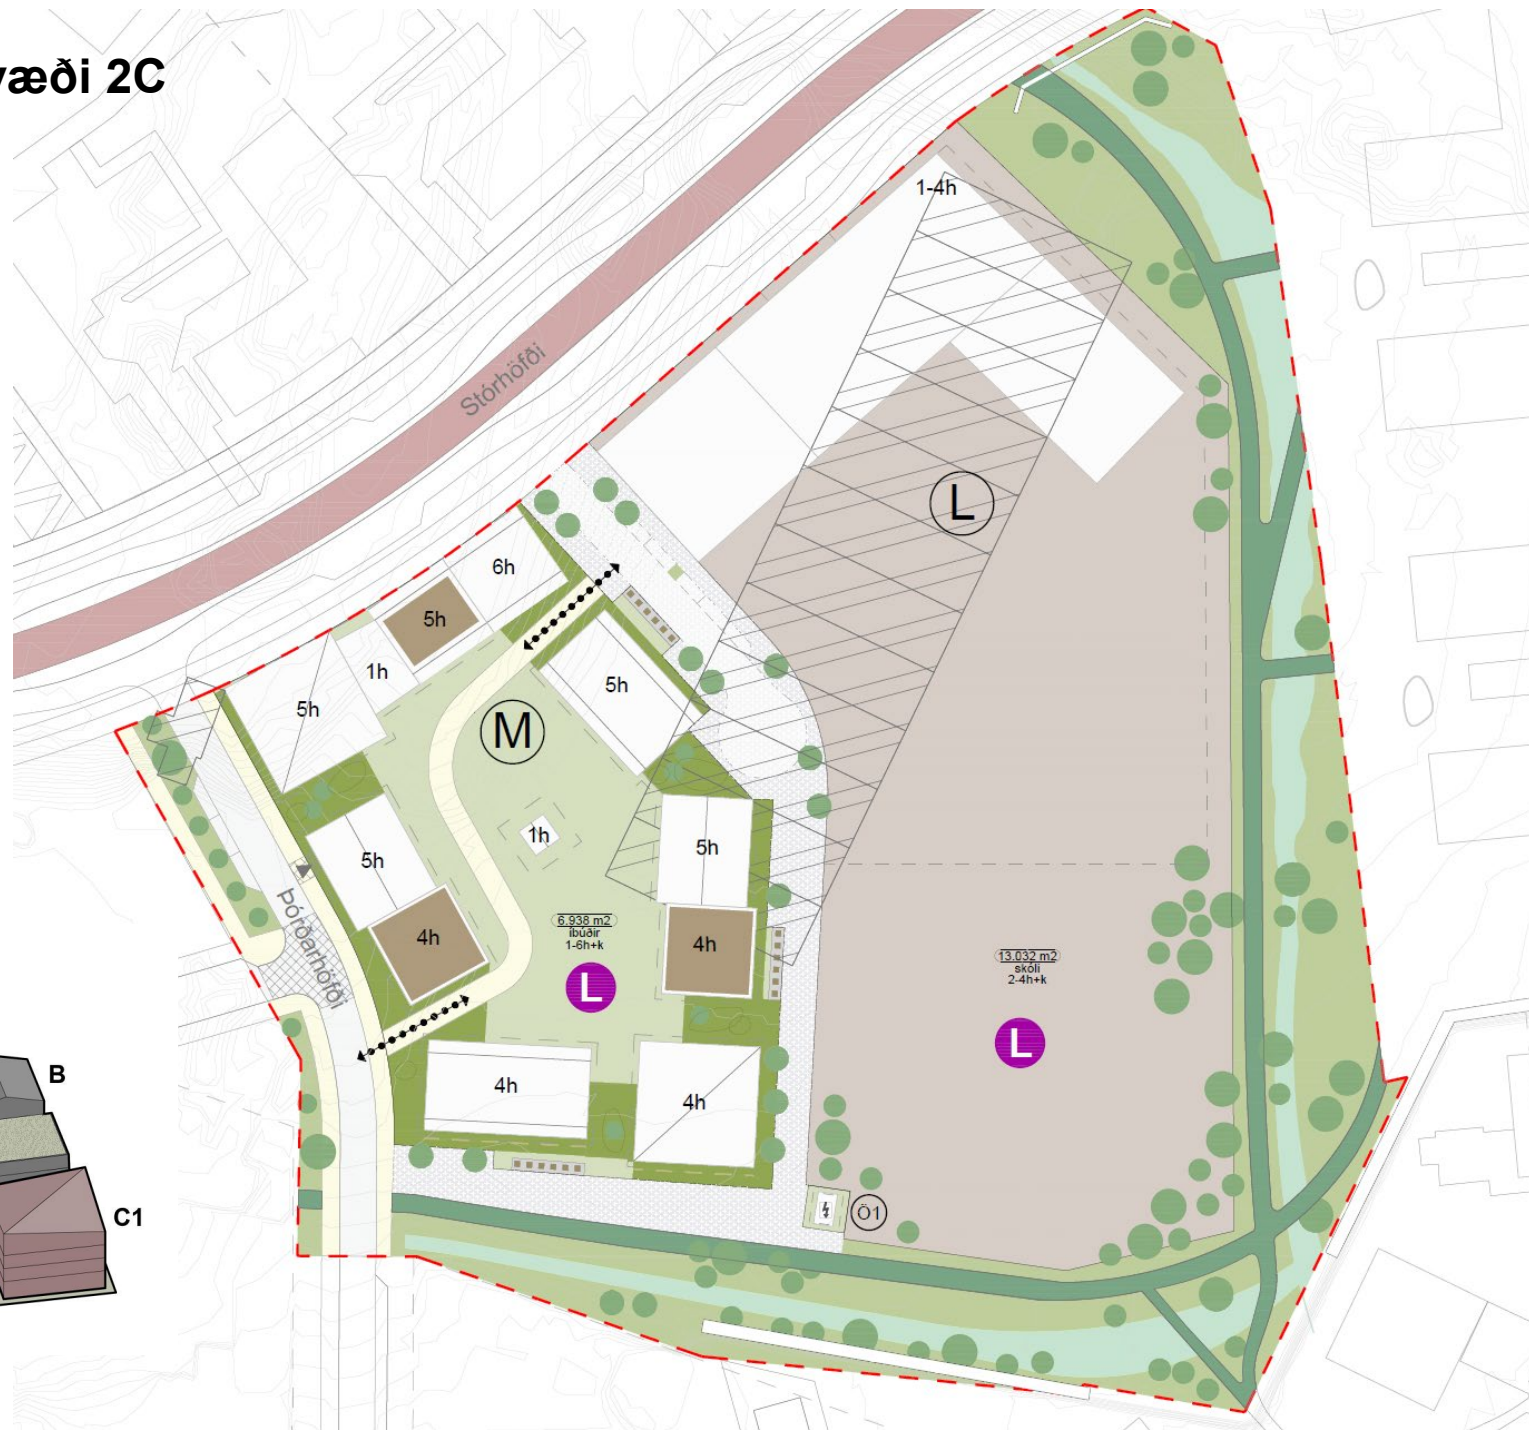 væði 2C
1-4h
Stórhöfði
L
6h
5h
1h
5h
5h
M
1h
5h
5h
4h
4h
6.938 m2
íbúðir
1-6h+k
L
13.032 m2
skóli
2-4h+k
L
Þórðarhöfði
4h
4h
B
C1
Ö1